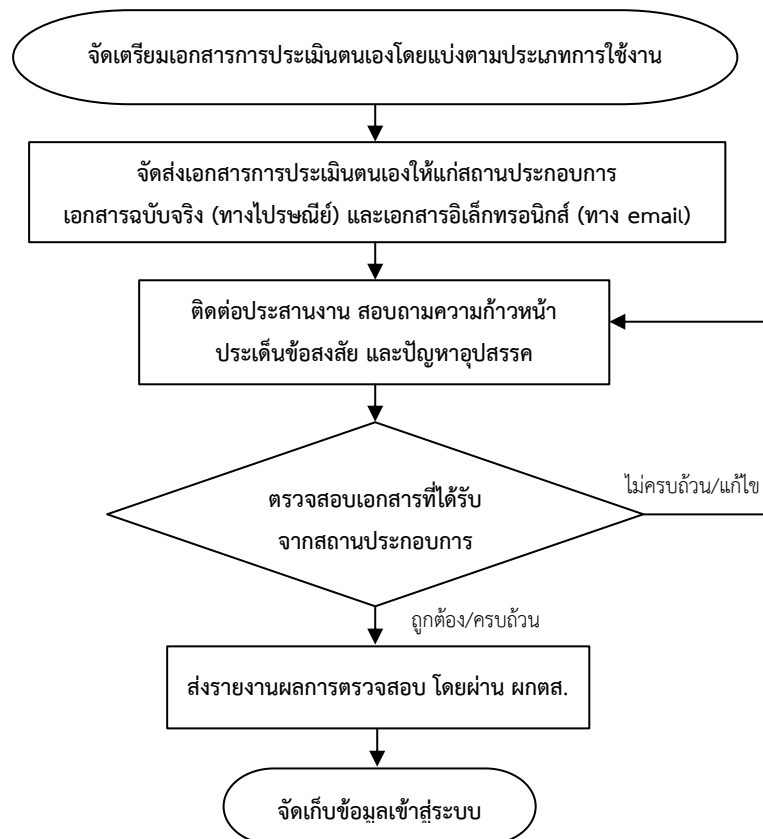 จัดเตรียมเอกสารการประเมินตนเองโดยแบ่งตามประเภทการใช้งาน
จัดส่งเอกสารการประเมินตนเองให้แก่สถานประกอบการ
เอกสารฉบับจริง (ทางไปรษณีย์) และเอกสารอิเล็กทรอนิกส์ (ทาง email)
ติดต่อประสานงาน สอบถามความก้าวหน้า
ประเด็นข้อสงสัย และปัญหาอุปสรรค
ไม่ครบถ้วน/แก้ไข
ตรวจสอบเอกสารที่ได้รับ
จากสถานประกอบการ
ถูกต้อง/ครบถ้วน
ส่งรายงานผลการตรวจสอบ โดยผ่าน ผกตส.
จัดเก็บข้อมูลเข้าสู่ระบบ